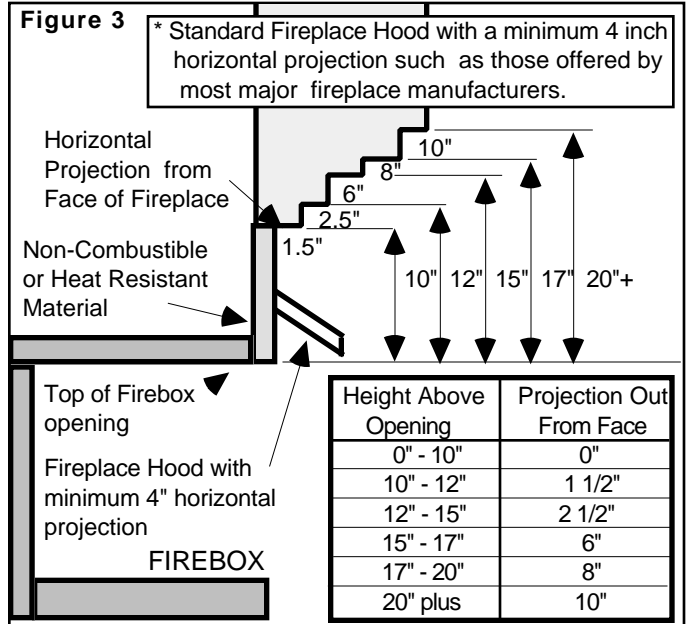 Figure 3
* Standard Fireplace Hood with a minimum 4 inch
horizontal projection such as those offered by
most major fireplace manufacturers.
Horizontal
Projection from
Face of Fireplace
10"
8"
6"
2.5"
1.5"
Non-Combustible
or Heat Resistant
Material
10" 12" 15" 17" 20"+
Top of Firebox
opening
Fireplace Hood with
minimum 4" horizontal
projection
FIREBOX
Height Above Projection Out
Opening From Face
0" - 10" 0"
10" - 12" 1 1/2"
12" - 15" 2 1/2"
15" - 17" 6"
17" - 20" 8"
20" plus 10"